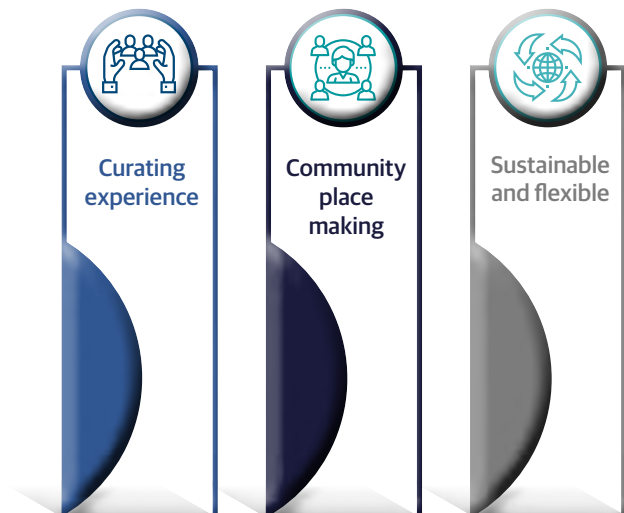 Curating
experience
Community
place
making
Sustainable
and flexible